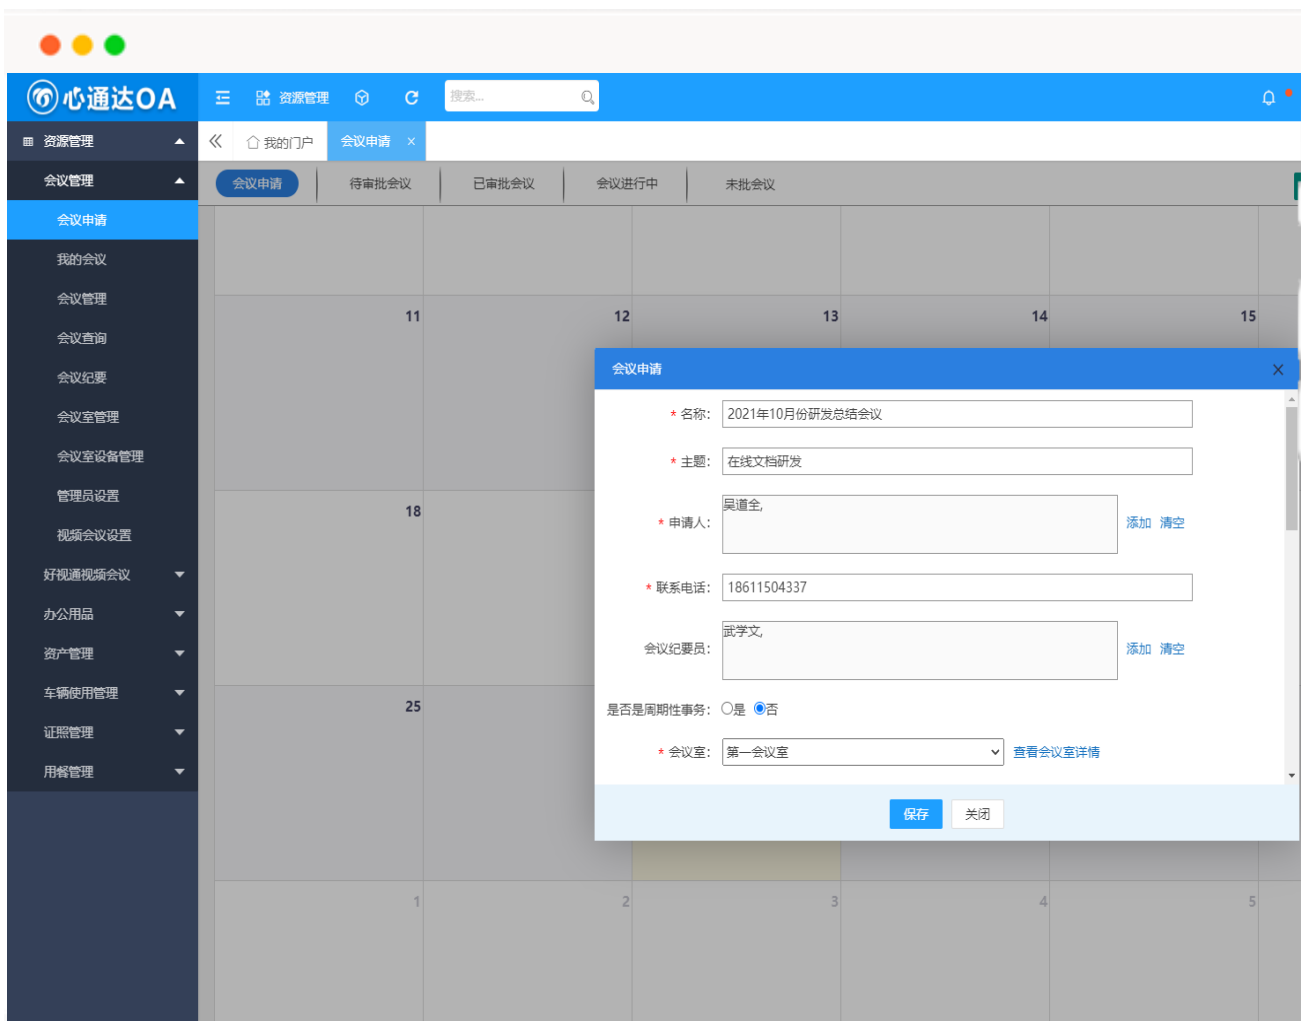 心通达OA
资源管理
搜索...
资源管理
我的门户
会议申请
会议管理
会议申请
待审批会议
已审批会议
会议进行中
未批会议
会议申请
我的会议
会议管理
会议查询
会议纪要
会议室管理
会议室设备管理
管理员设置
视频会议设置
好视通视频会议
办公用品
资产管理
车辆使用管理
证照管理
用餐管理
11
12
13
14
15
18
25
1
2
3
4
5
会议申请
* 名称: 2021年10月份研发总结会议
* 主题: 在线文档研发
* 申请人: 吴道全, 添加 清空
* 联系电话: 18611504337
会议纪要员: 武学文, 添加 清空
是否是周期性事务: 是 否
* 会议室: 第一会议室 查看会议室详情
保存 关闭